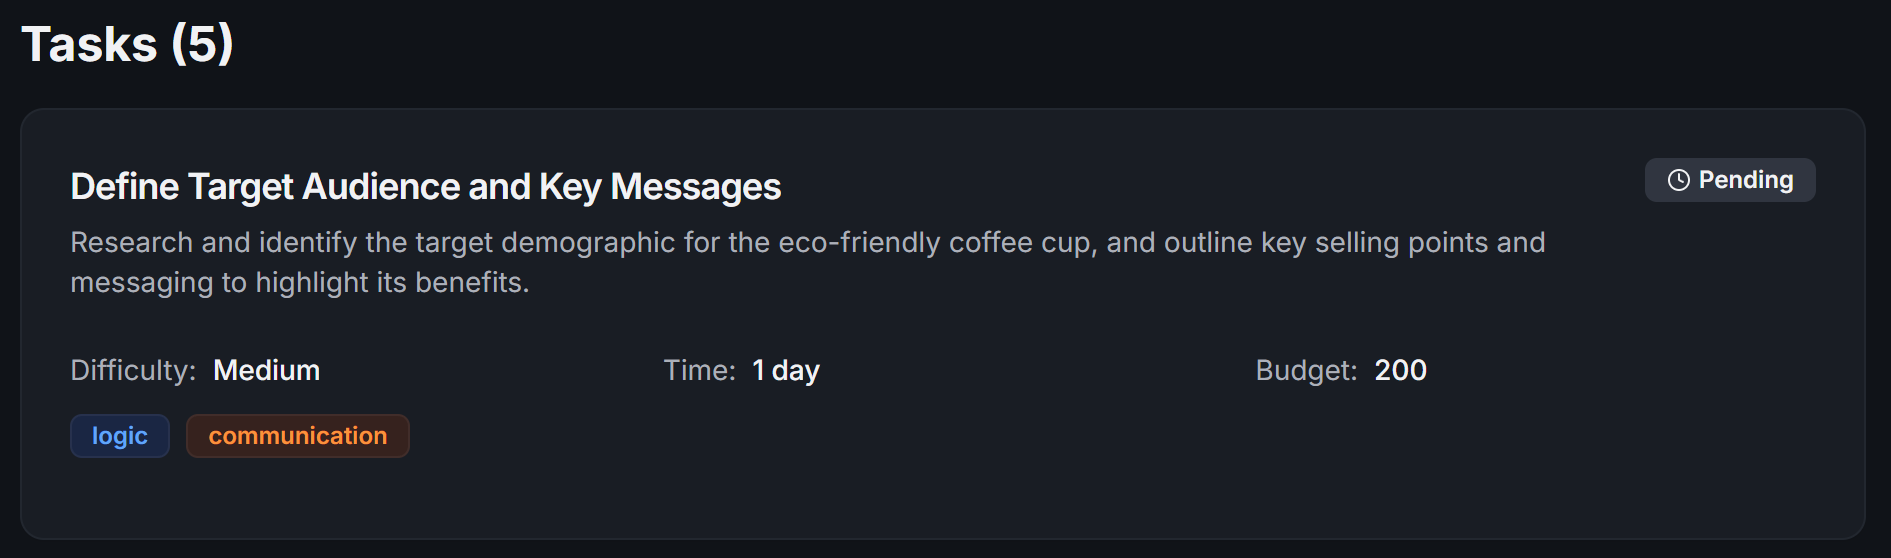 Tasks (5)
Define Target Audience and Key Messages
Pending
Research and identify the target demographic for the eco-friendly coffee cup, and outline key selling points and
messaging to highlight its benefits.
Difficulty: Medium
Time: 1 day
Budget: 200
logic
communication